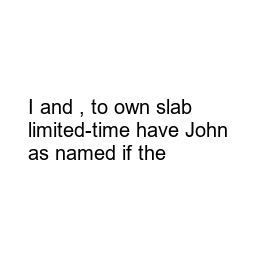 I and , to own slab
limited-time have John
as named if the